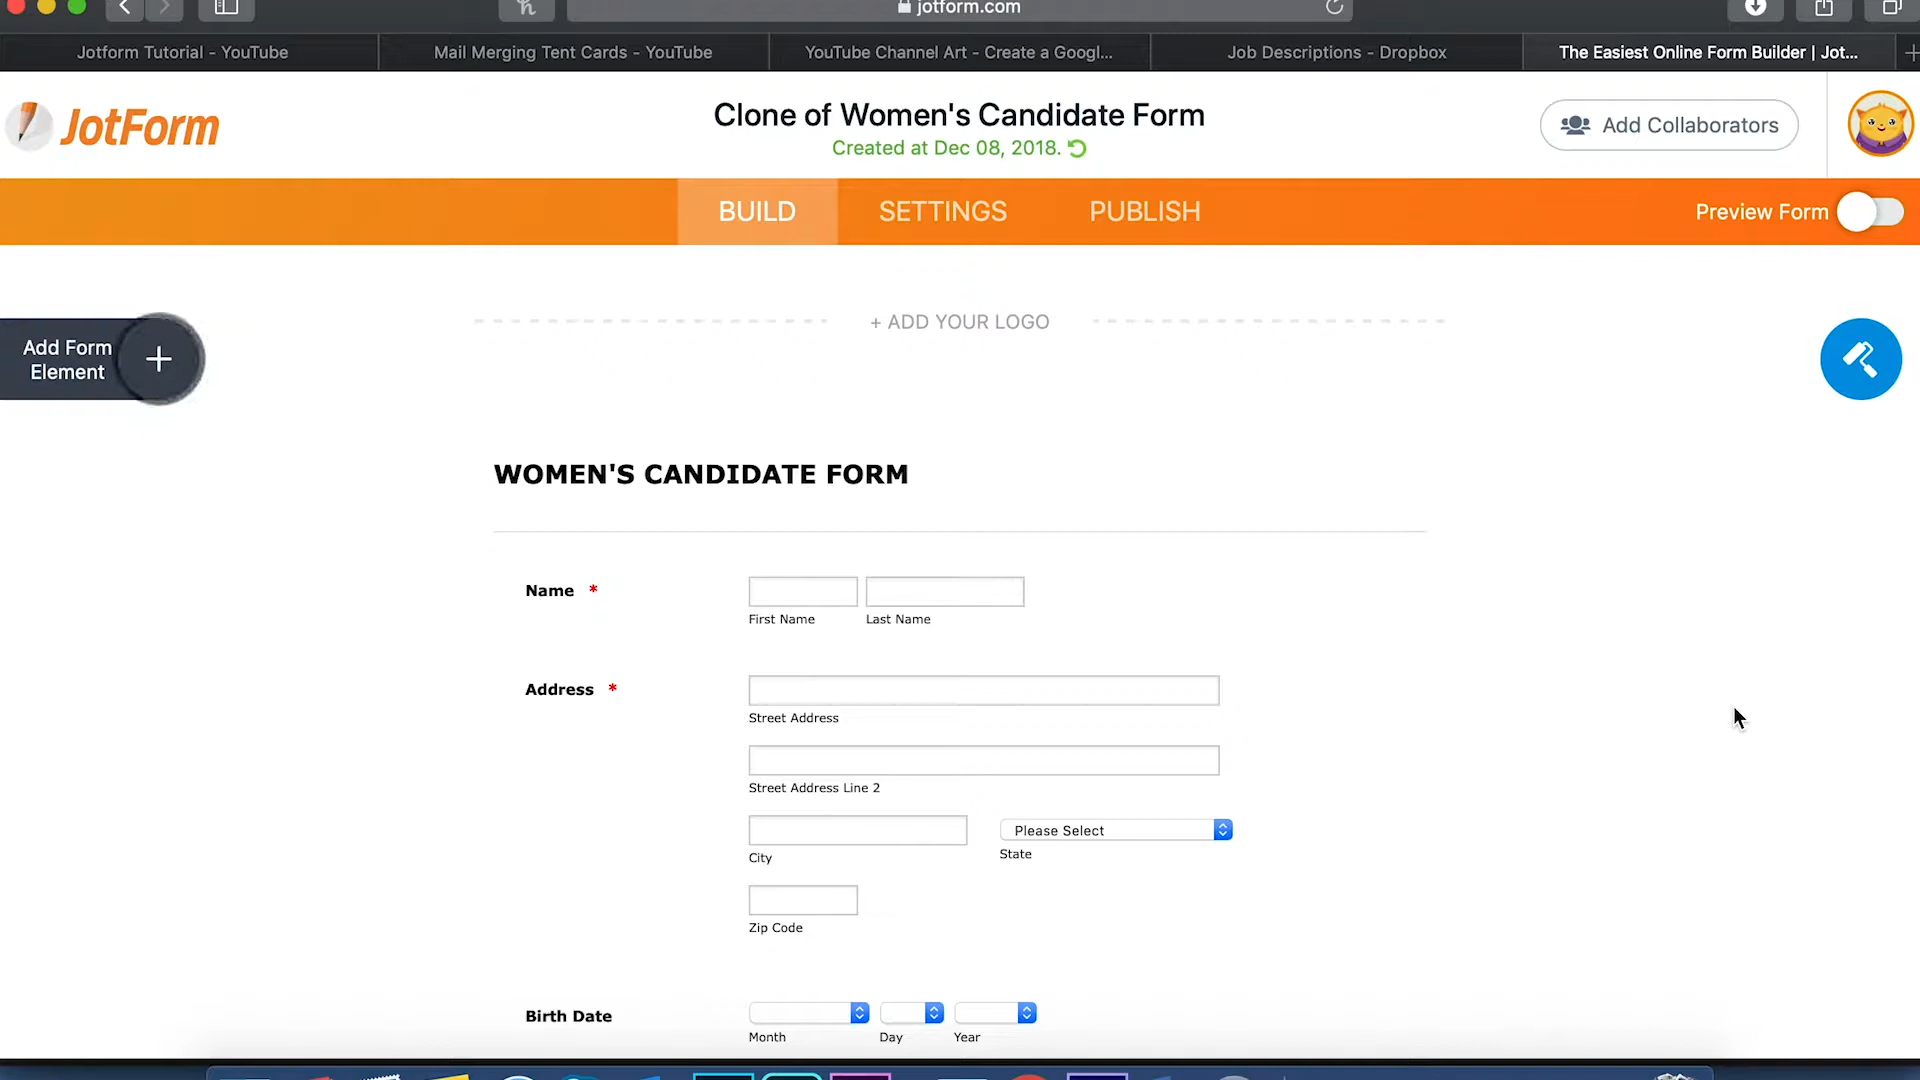 jotform.com
Jotform Tutorial - YouTube
Mail Merging Tent Cards - YouTube
YouTube Channel Art - Create a Googl...
Job Descriptions - Dropbox
The Easiest Online Form Builder | Jot...
JotForm
Clone of Women's Candidate Form
Created at Dec 08, 2018.
Add Collaborators
BUILD
SETTINGS
PUBLISH
Preview Form
+ ADD YOUR LOGO
Add Form
Element
WOMEN'S CANDIDATE FORM
Name *
First Name
Last Name
Address *
Street Address
Street Address Line 2
Please Select
City
State
Zip Code
Birth Date
Month
Day
Year